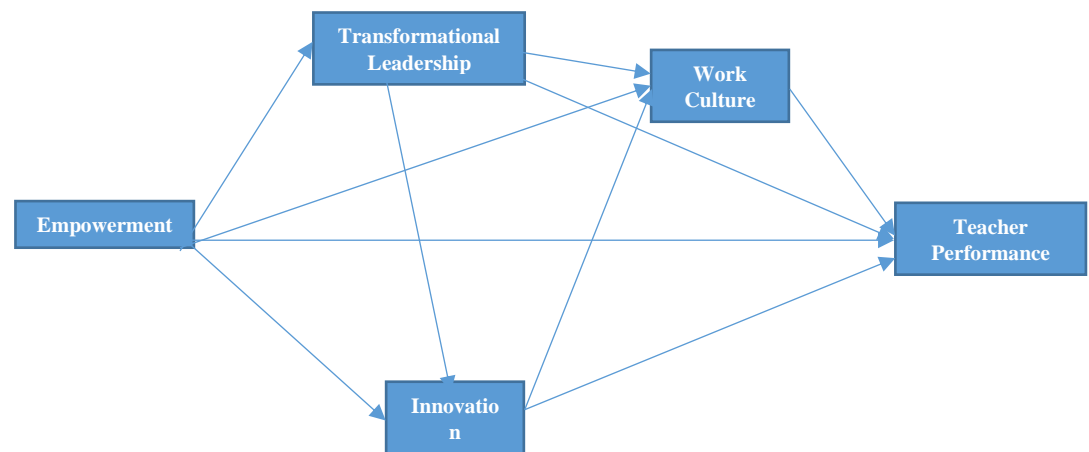 Transformational
Leadership
Work
Culture
Empowerment
Teacher
Performance
Innovatio
n